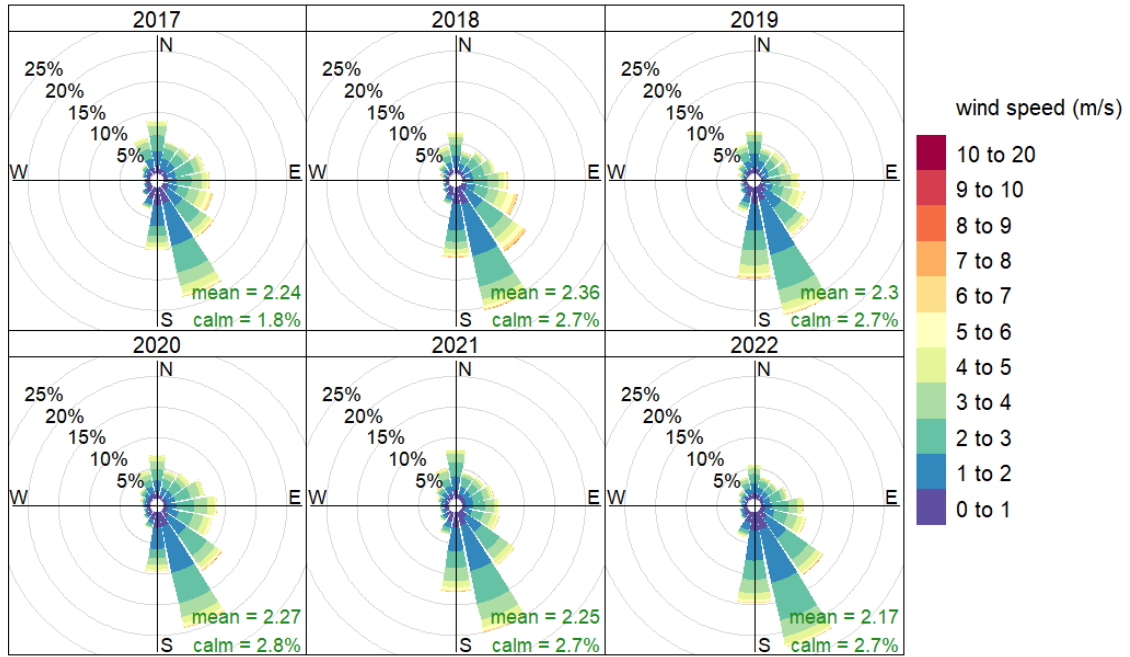 2017
N
25%
20%
15%
10%
5%
W
E
mean = 2.24
S
calm = 1.8%
2018
N
25%
20%
15%
10%
5%
W
E
mean = 2.36
S
calm = 2.7%
2019
N
25%
20%
15%
10%
5%
W
E
mean = 2.3
S
calm = 2.7%
2020
N
25%
20%
15%
10%
5%
W
E
mean = 2.27
S
calm = 2.8%
2021
N
25%
20%
15%
10%
5%
W
E
mean = 2.25
S
calm = 2.7%
2022
N
25%
20%
15%
10%
5%
W
E
mean = 2.17
S
calm = 2.7%
wind speed (m/s)
10 to 20
9 to 10
8 to 9
7 to 8
6 to 7
5 to 6
4 to 5
3 to 4
2 to 3
1 to 2
0 to 1